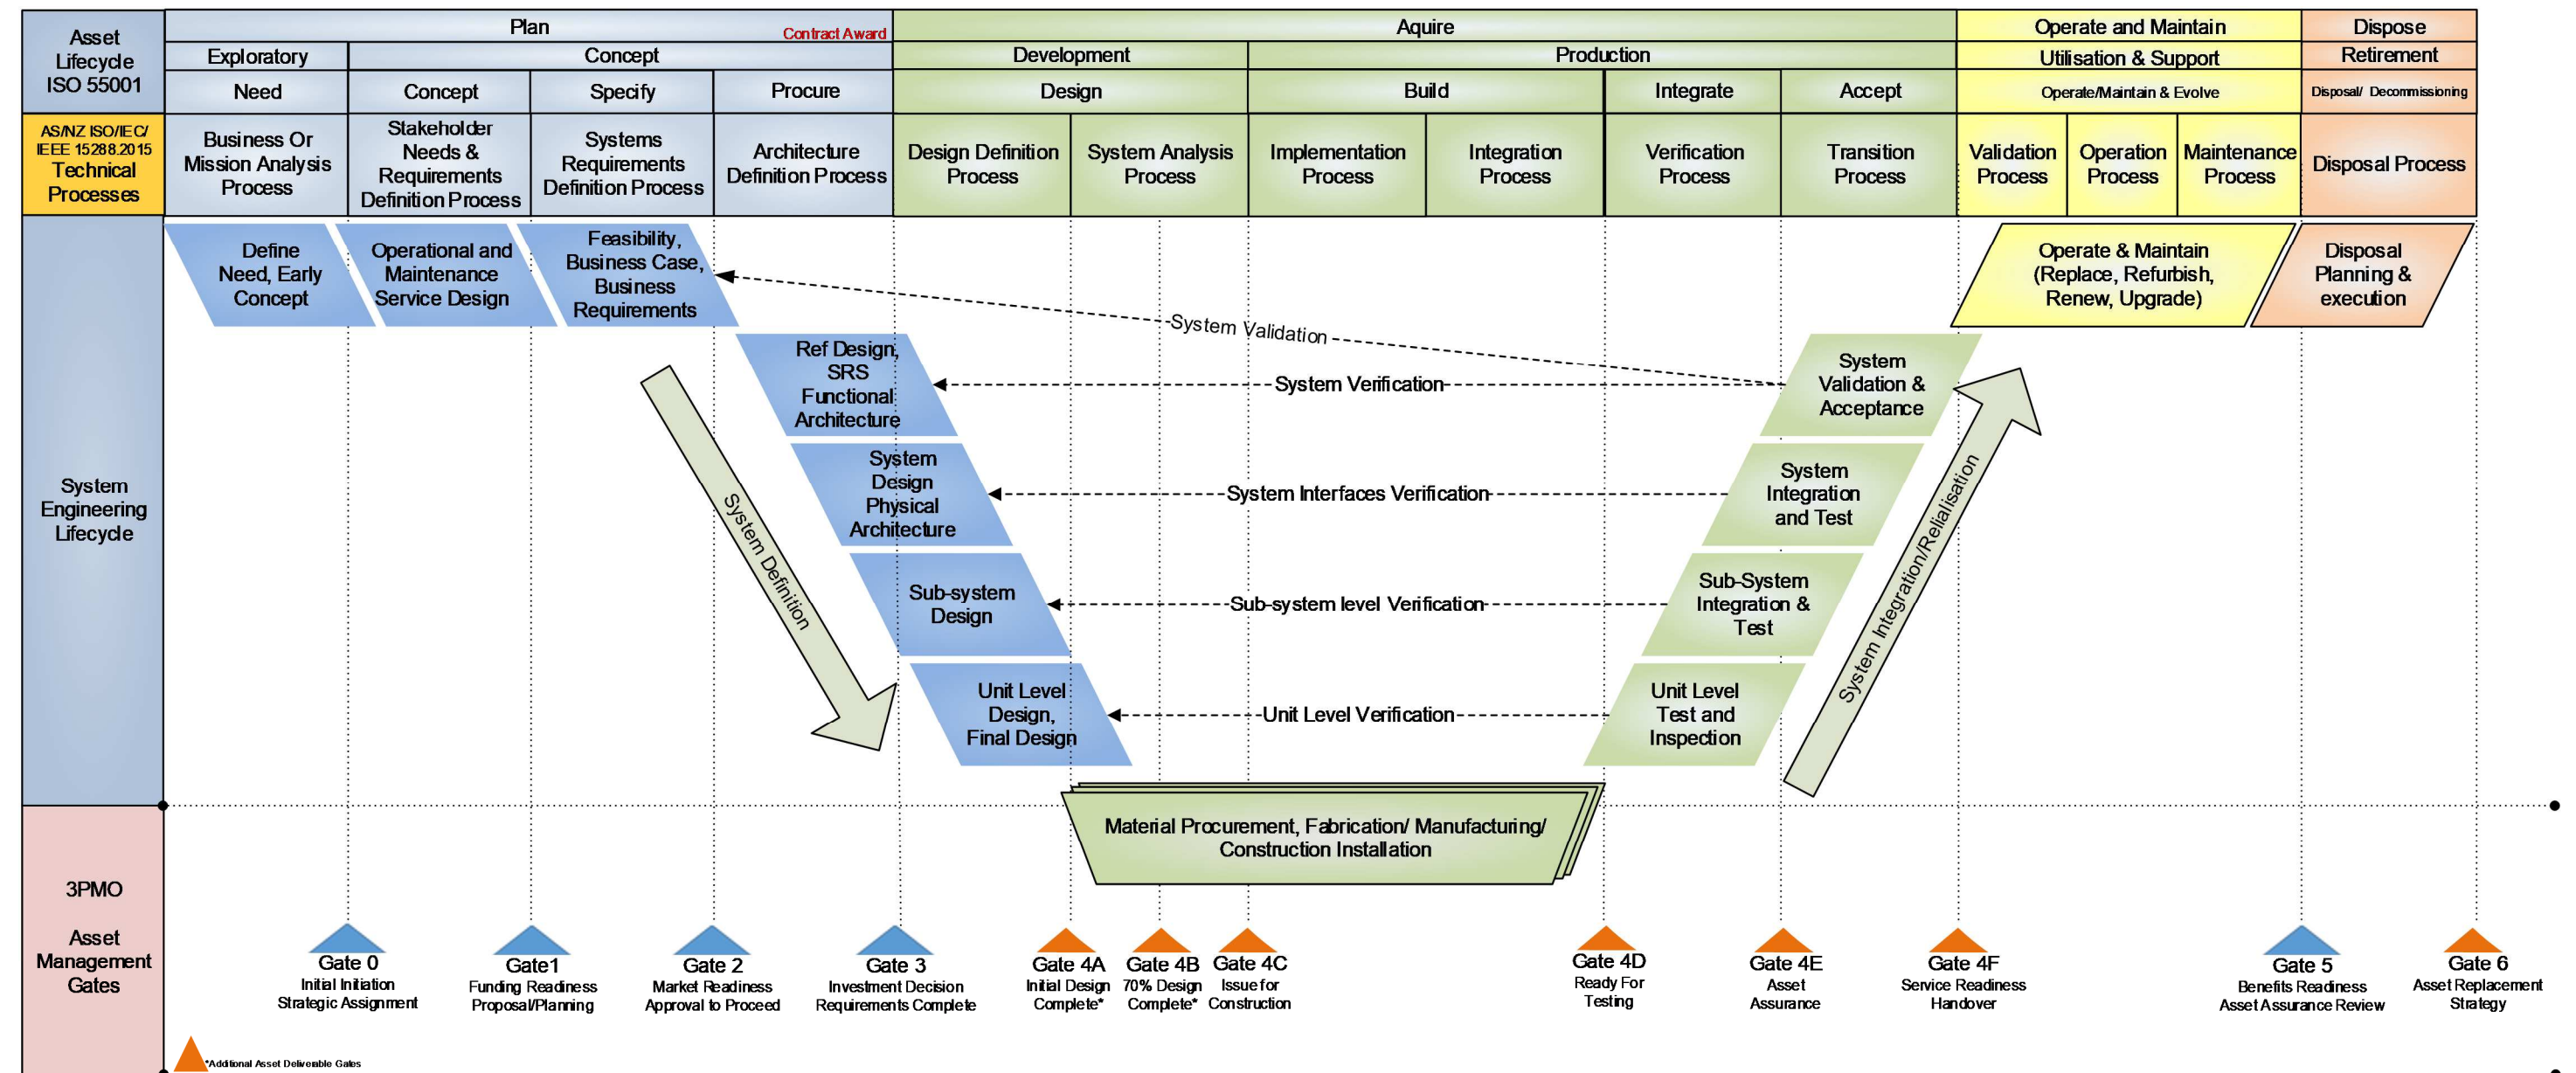 Asset
Lifecycle
ISO 55001
Plan
Contract Award
Aquire
Operate and Maintain
Dispose
Exploratory
Concept
Development
Production
Utilisation & Support
Retirement
Need
Concept
Specify
Procure
Design
Build
Integrate
Accept
Operate/Maintain & Evolve
Disposal/ Decommissioning
AS/NZ ISO/IEC/
IEEE 15288.2015
Technical
Processes
Business Or
Mission Analysis
Process
Stakeholder
Needs &
Requirements
Definition Process
Systems
Requirements
Definition Process
Architecture
Definition Process
Design Definition
Process
System Analysis
Process
Implementation
Process
Integration
Process
Verification
Process
Transition
Process
Validation
Process
Operation
Process
Maintenance
Process
Disposal Process
System
Engineering
Lifecycle
Define
Need, Early
Concept
Operational and
Maintenance
Service Design
Feasibility,
Business Case,
Business
Requirements
Operate & Maintain
(Replace, Refurbish,
Renew, Upgrade)
Disposal
Planning &
execution
System Validation
Ref Design,
SRS
Functional
Architecture
System Verification
System
Validation &
Acceptance
System
Design
Physical
Architecture
System Interfaces Verification
System
Integration
and Test
System Definition
Sub-system
Design
Sub-system level Verification
Sub-System
Integration &
Test
System Integration/Relialisation
Unit Level
Design,
Final Design
Unit Level Verification
Unit Level
Test and
Inspection
Material Procurement, Fabrication/ Manufacturing/
Construction Installation
3PMO
Asset
Management
Gates
Gate 0
Initial Initiation
Strategic Assignment
Gate1
Funding Readiness
Proposal/Planning
Gate 2
Market Readiness
Approval to Proceed
Gate 3
Investment Decision
Requirements Complete
Gate 4A
Initial Design
Complete*
Gate 4B
70% Design
Complete*
Gate 4C
Issue for
Construction
Gate 4D
Ready For
Testing
Gate 4E
Asset
Assurance
Gate 4F
Service Readiness
Handover
Gate 5
Benefits Readiness
Asset Assurance Review
Gate 6
Asset Replacement
Strategy
*Additional Asset Deliverable Gates